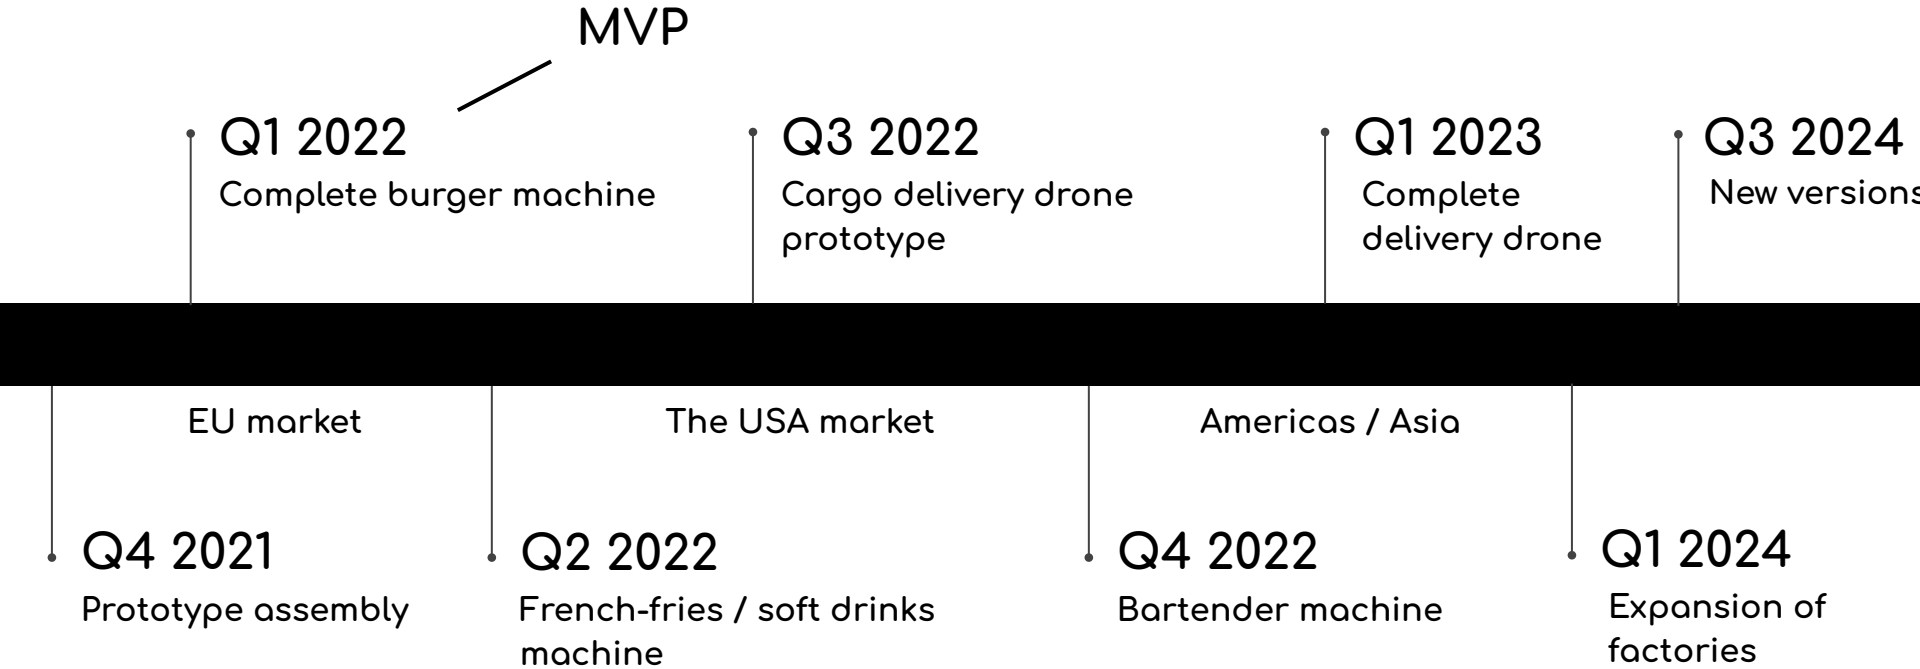 MVP
Q1 2022
Complete burger machine
Q3 2022
Cargo delivery drone
prototype
Q1 2023
Complete
delivery drone
Q3 2024
New versions
EU market
The USA market
Americas / Asia
Q4 2021
Prototype assembly
Q2 2022
French-fries / soft drinks
machine
Q4 2022
Bartender machine
Q1 2024
Expansion of
factories